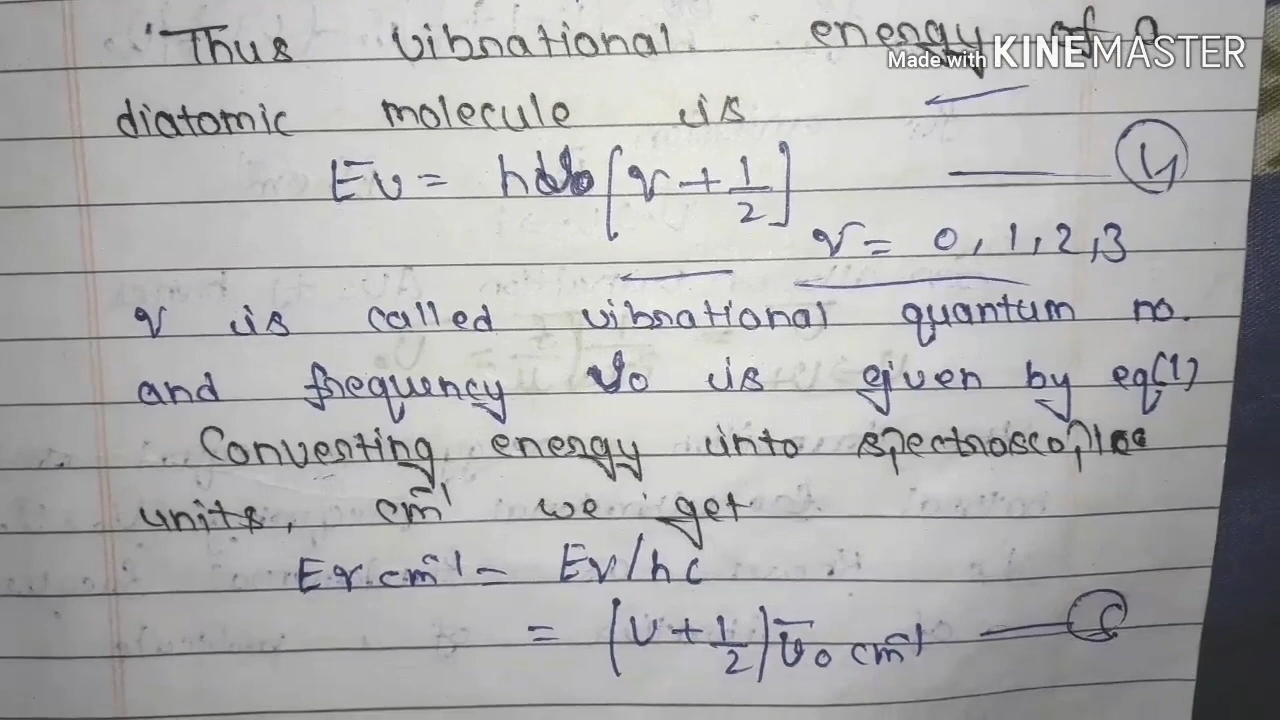 Thus vibrational energy of a
Made with KINEMASTER
diatomic molecule is
Ev = hν₀ [v + 1/2] — (4)
v = 0, 1, 2, 3
v is called vibrational quantum no.
and frequency ν₀ is given by eq(1)
Converting energy into spectroscopic
units, cm⁻¹ we get
Ev cm⁻¹ = Ev/hc
= (v + 1/2) ν̄₀ cm⁻¹ — (5)